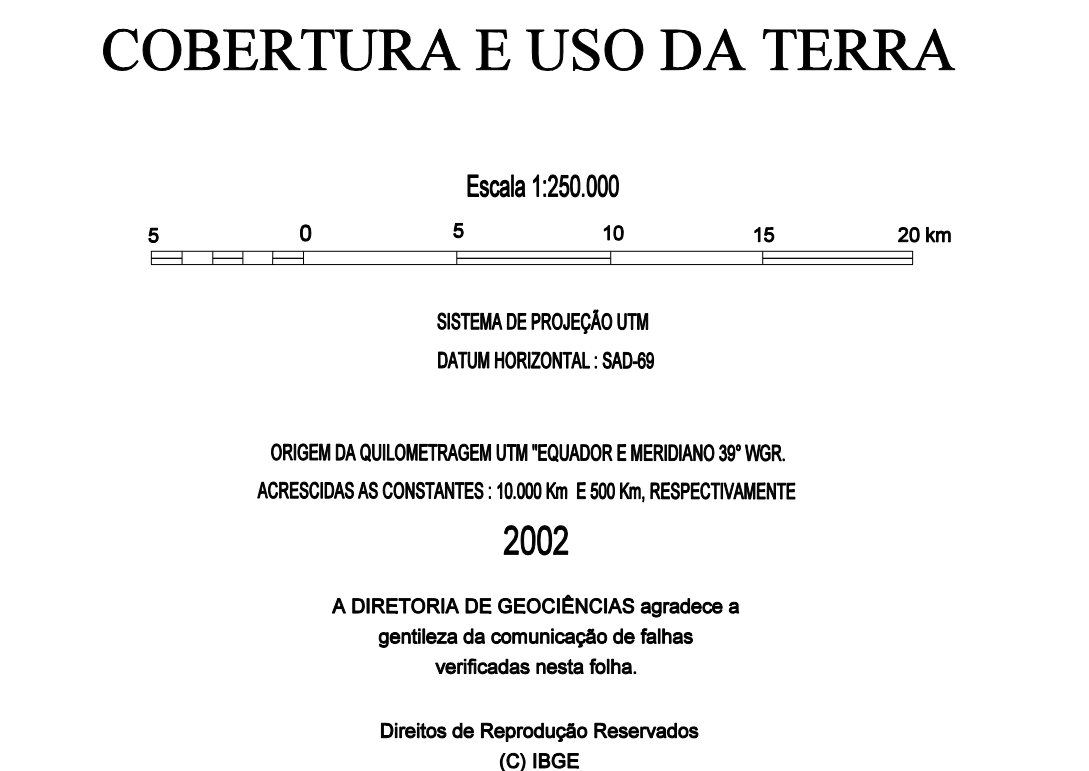 COBERTURA E USO DA TERRA
Escala 1:250.000
5 0 5 10 15 20 km
SISTEMA DE PROJEÇÃO UTM
DATUM HORIZONTAL : SAD-69
ORIGEM DA QUILOMETRAGEM UTM "EQUADOR E MERIDIANO 39° WGR.
ACRESCIDAS AS CONSTANTES : 10.000 Km E 500 Km, RESPECTIVAMENTE
2002
A DIRETORIA DE GEOCIÊNCIAS agradece a
gentileza da comunicação de falhas
verificadas nesta folha.
Direitos de Reprodução Reservados
(C) IBGE